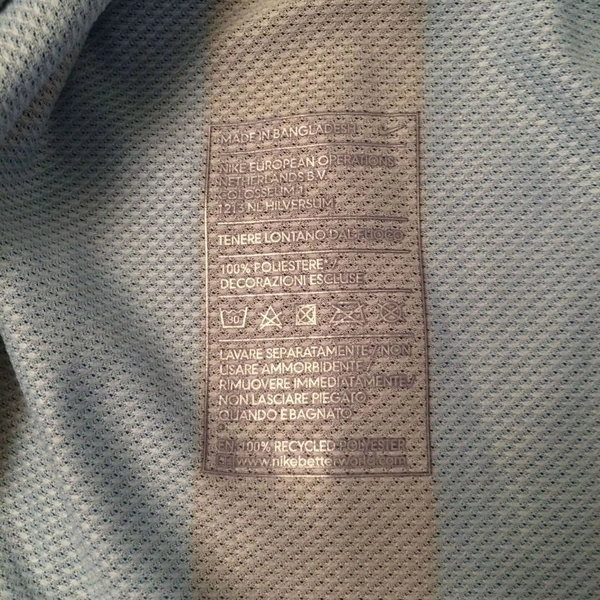 MADE IN BANGLADESH
NIKE EUROPEAN OPERATIONS
NETHERLANDS B.V.
COLOSSEUM 1
1213 NL HILVERSUM
TENERE LONTANO DAL FUOCO
100% POLIESTERE*/
DECORAZIONI ESCLUSE
30
LAVARE SEPARATAMENTE / NON
USARE AMMORBIDENTE /
RIMUOVERE IMMEDIATAMENTE /
NON LASCIARE PIEGATO
QUANDO È BAGNATO
EN 100% RECYCLED POLYESTER
www.nikebetterworld.com